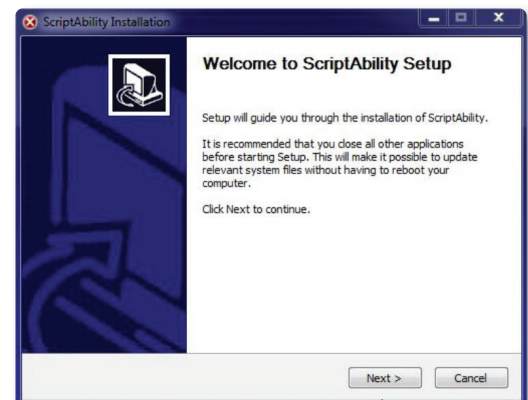 ScriptAbility Installation
Welcome to ScriptAbility Setup
Setup will guide you through the installation of ScriptAbility.
It is recommended that you close all other applications
before starting Setup. This will make it possible to update
relevant system files without having to reboot your
computer.
Click Next to continue.
Next > Cancel